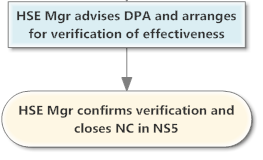 HSE Mgr advises DPA and arranges
for verification of effectiveness
HSE Mgr confirms verification and
closes NC in NS5